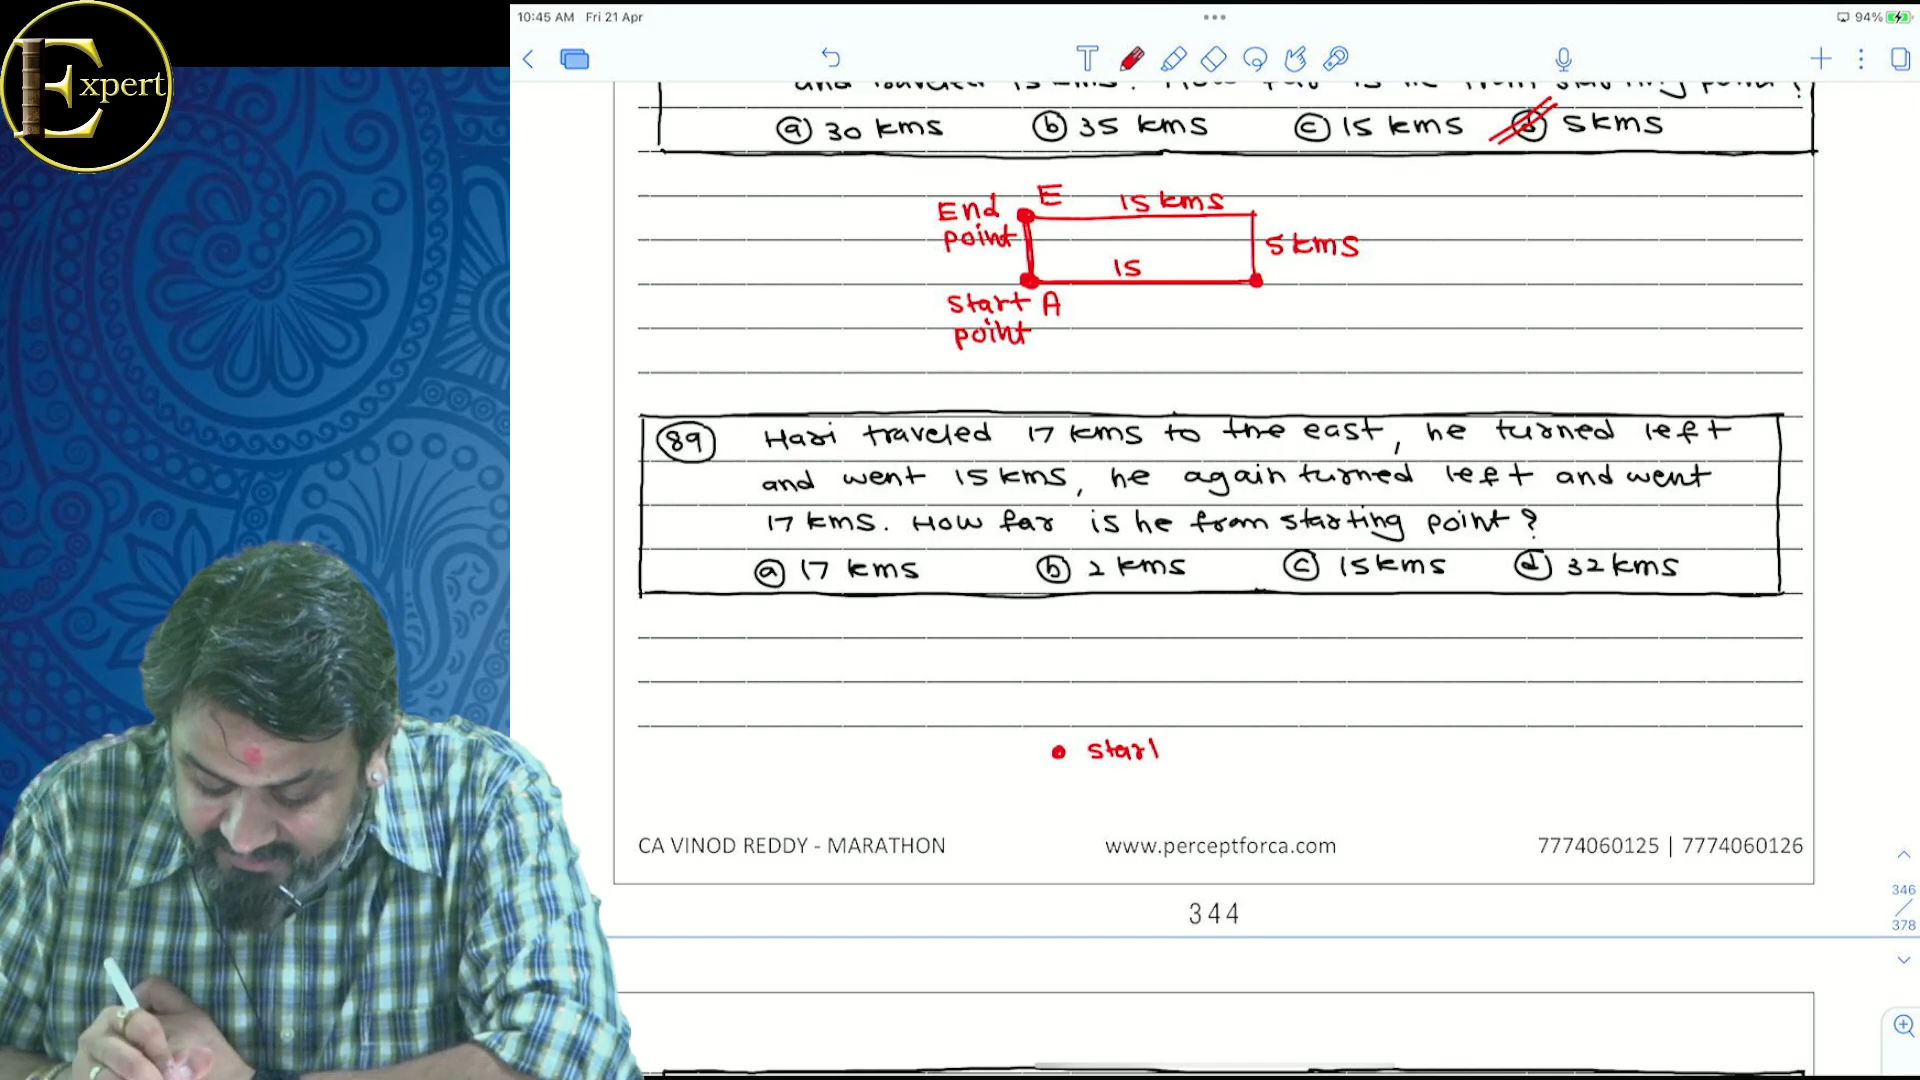 10:45 AM Fri 21 Apr
94%
Expert
ⓐ 30 kms ⓑ 35 kms ⓒ 15 kms ⓓ 5 kms
E
End point
15 kms
5 kms
15
Start A
point
89 Hari traveled 17 kms to the east, he turned left
and went 15 kms, he again turned left and went
17 kms. How far is he from starting point?
ⓐ 17 kms ⓑ 2 kms ⓒ 15 kms ⓓ 32 kms
CA VINOD REDDY - MARATHON www.perceptforca.com 7774060125 | 7774060126
344
346
378